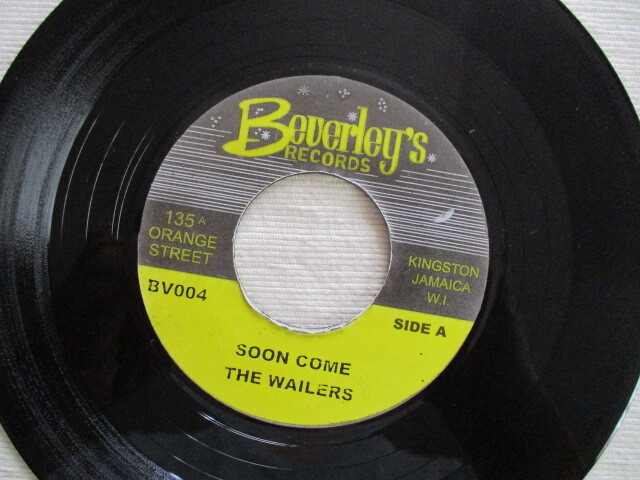 Beverley's
RECORDS
135 A
ORANGE
STREET
KINGSTON
JAMAICA
W.I.
BV004
SIDE A
SOON COME
THE WAILERS